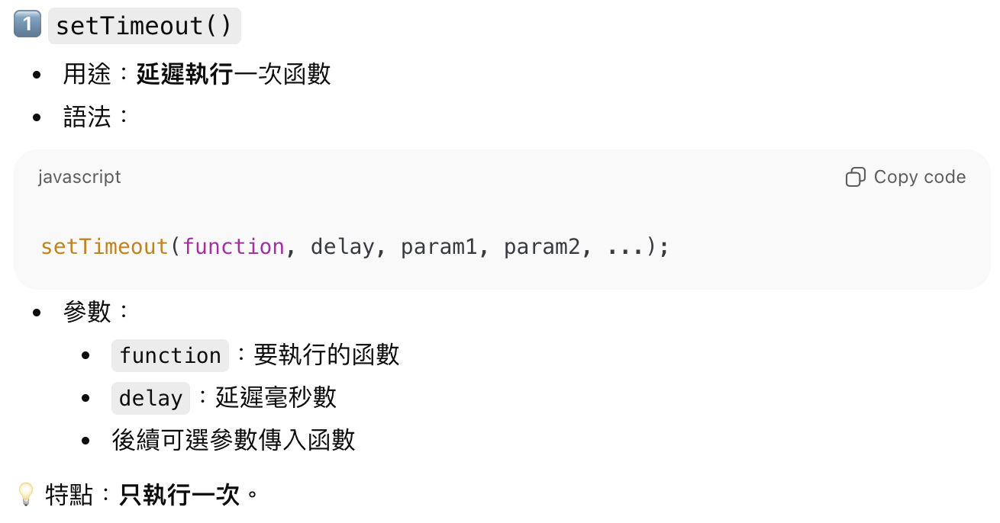 1️⃣ setTimeout()
• 用途：延遲執行一次函數
• 語法：
javascript Copy code
setTimeout(function, delay, param1, param2, ...);
• 參數：
• function：要執行的函數
• delay：延遲毫秒數
• 後續可選參數傳入函數
💡 特點：只執行一次。